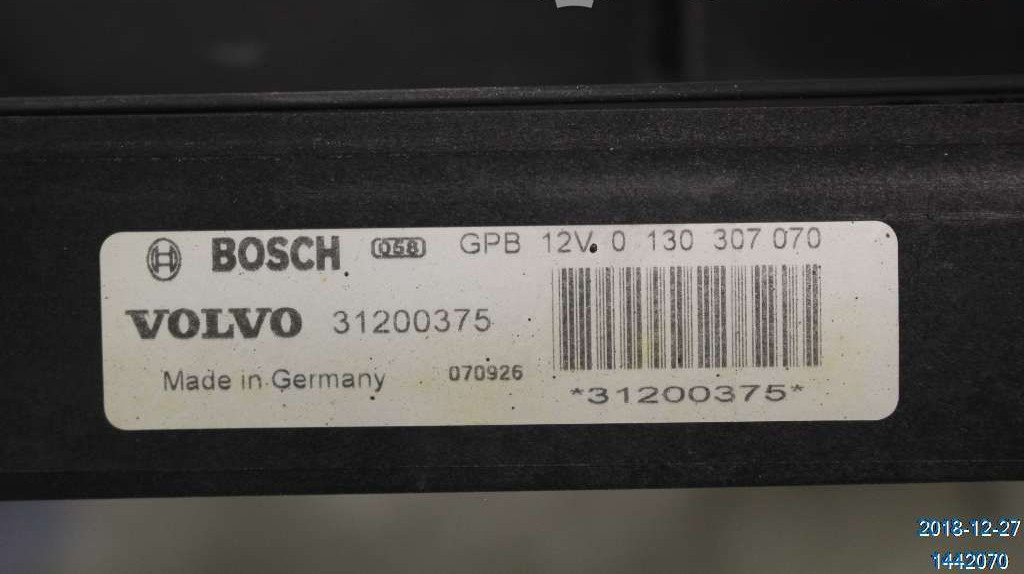 BOSCH 058 GPB 12V 0 130 307 070
VOLVO 31200375
Made in Germany 070926
*31200375*
2018-12-27
1442070